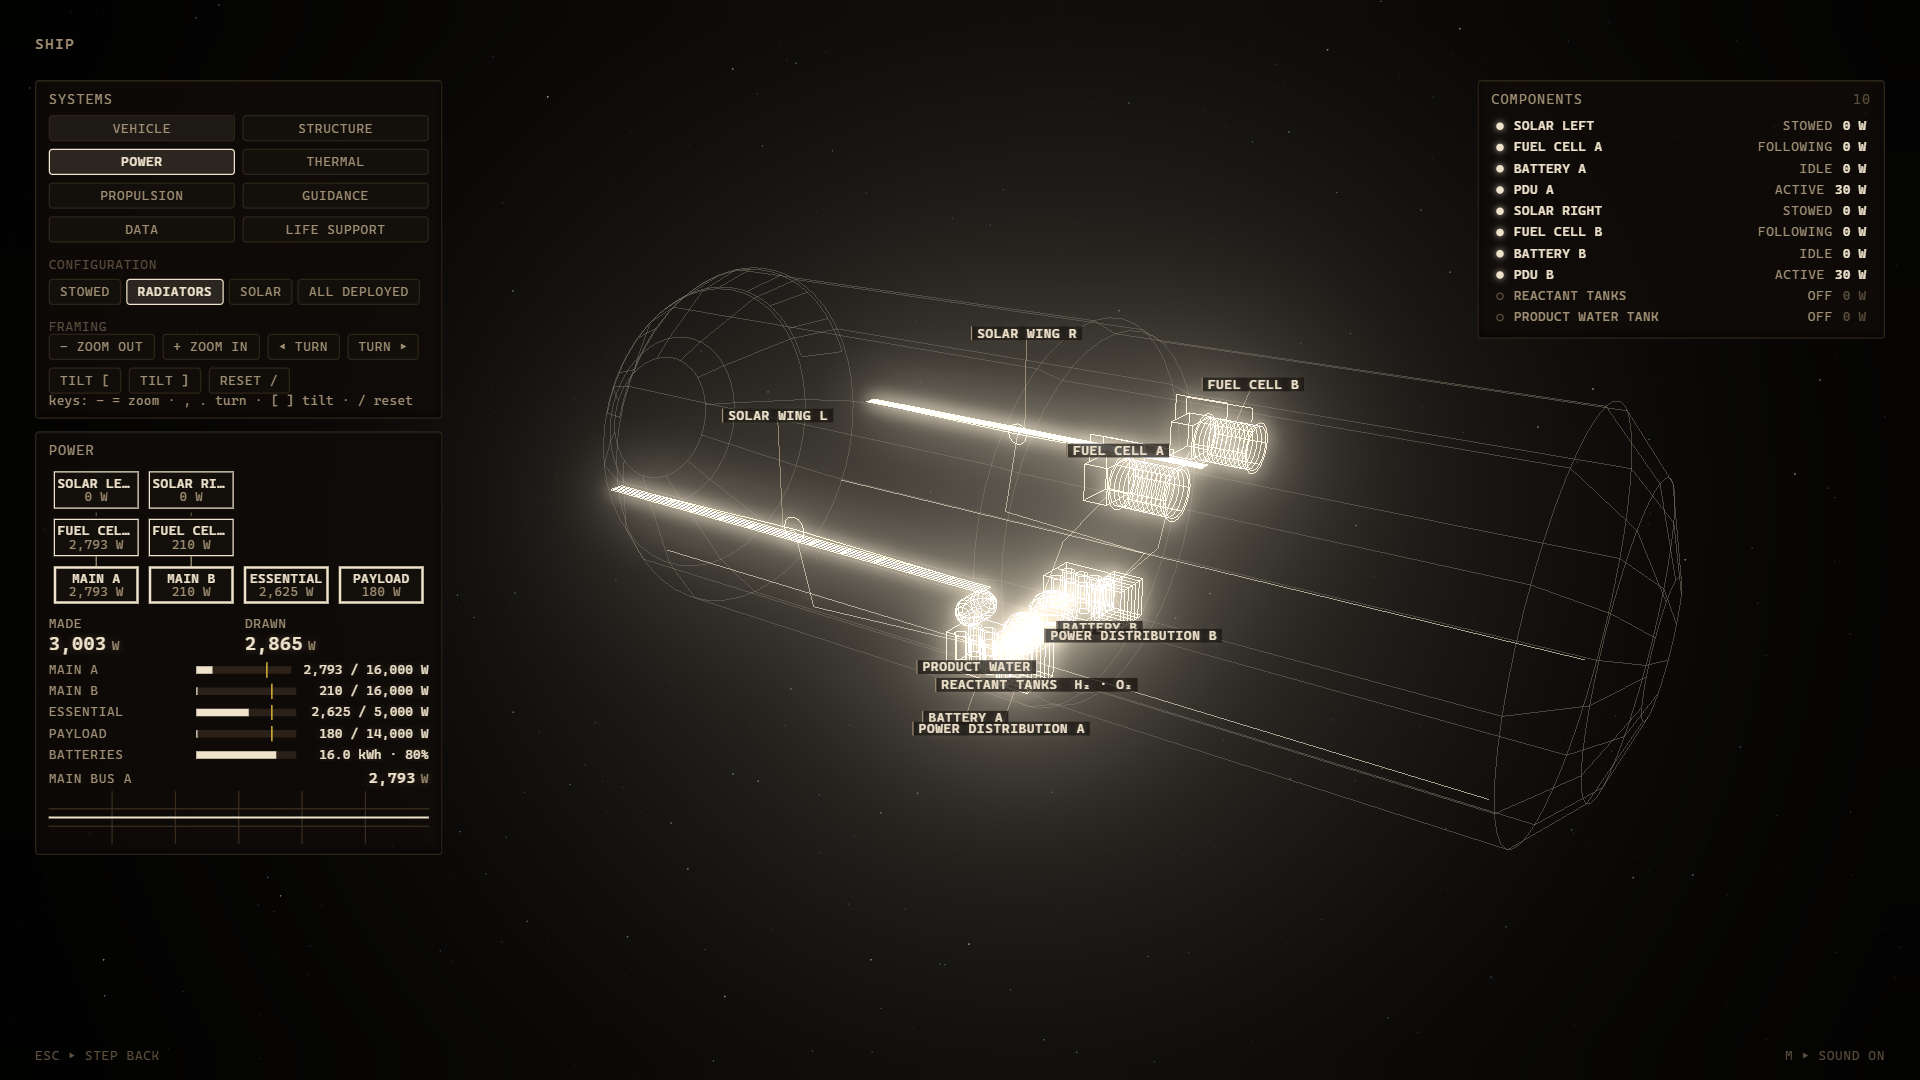 SHIP
SYSTEMS
VEHICLE STRUCTURE
POWER THERMAL
PROPULSION GUIDANCE
DATA LIFE SUPPORT
CONFIGURATION
STOWED RADIATORS SOLAR ALL DEPLOYED
FRAMING
− ZOOM OUT + ZOOM IN ◂ TURN TURN ▸
TILT [ TILT ] RESET /
keys: − = zoom · , . turn · [ ] tilt · / reset
POWER
SOLAR LE… SOLAR RI…
0 W 0 W
FUEL CEL… FUEL CEL…
2,793 W 210 W
MAIN A MAIN B ESSENTIAL PAYLOAD
2,793 W 210 W 2,625 W 180 W
MADE DRAWN
3,003 W 2,865 W
MAIN A 2,793 / 16,000 W
MAIN B 210 / 16,000 W
ESSENTIAL 2,625 / 5,000 W
PAYLOAD 180 / 14,000 W
BATTERIES 16.0 kWh · 80%
MAIN BUS A 2,793 W
SOLAR WING R
FUEL CELL B
SOLAR WING L
FUEL CELL A
BATTERY B
POWER DISTRIBUTION B
PRODUCT WATER
REACTANT TANKS H₂ · O₂
BATTERY A
POWER DISTRIBUTION A
COMPONENTS 10
SOLAR LEFT STOWED 0 W
FUEL CELL A FOLLOWING 0 W
BATTERY A IDLE 0 W
PDU A ACTIVE 30 W
SOLAR RIGHT STOWED 0 W
FUEL CELL B FOLLOWING 0 W
BATTERY B IDLE 0 W
PDU B ACTIVE 30 W
REACTANT TANKS OFF 0 W
PRODUCT WATER TANK OFF 0 W
ESC ▸ STEP BACK
M ▸ SOUND ON